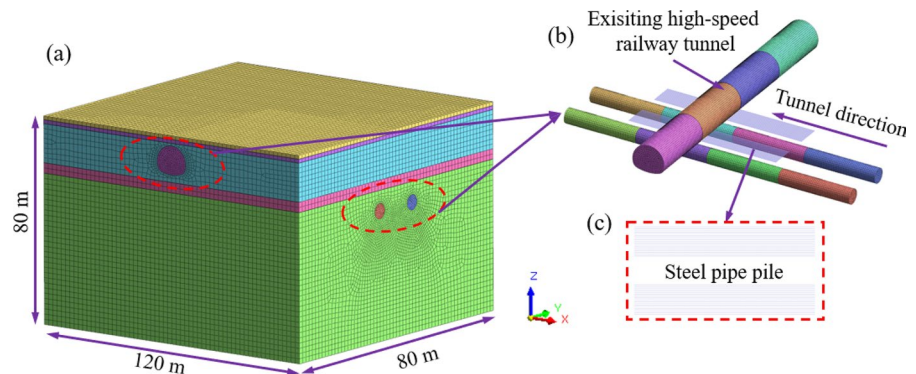 (a)
80 m
120 m
80 m
Z
Y
X
(b)
Exisiting high-speed
railway tunnel
Tunnel direction
(c)
Steel pipe pile